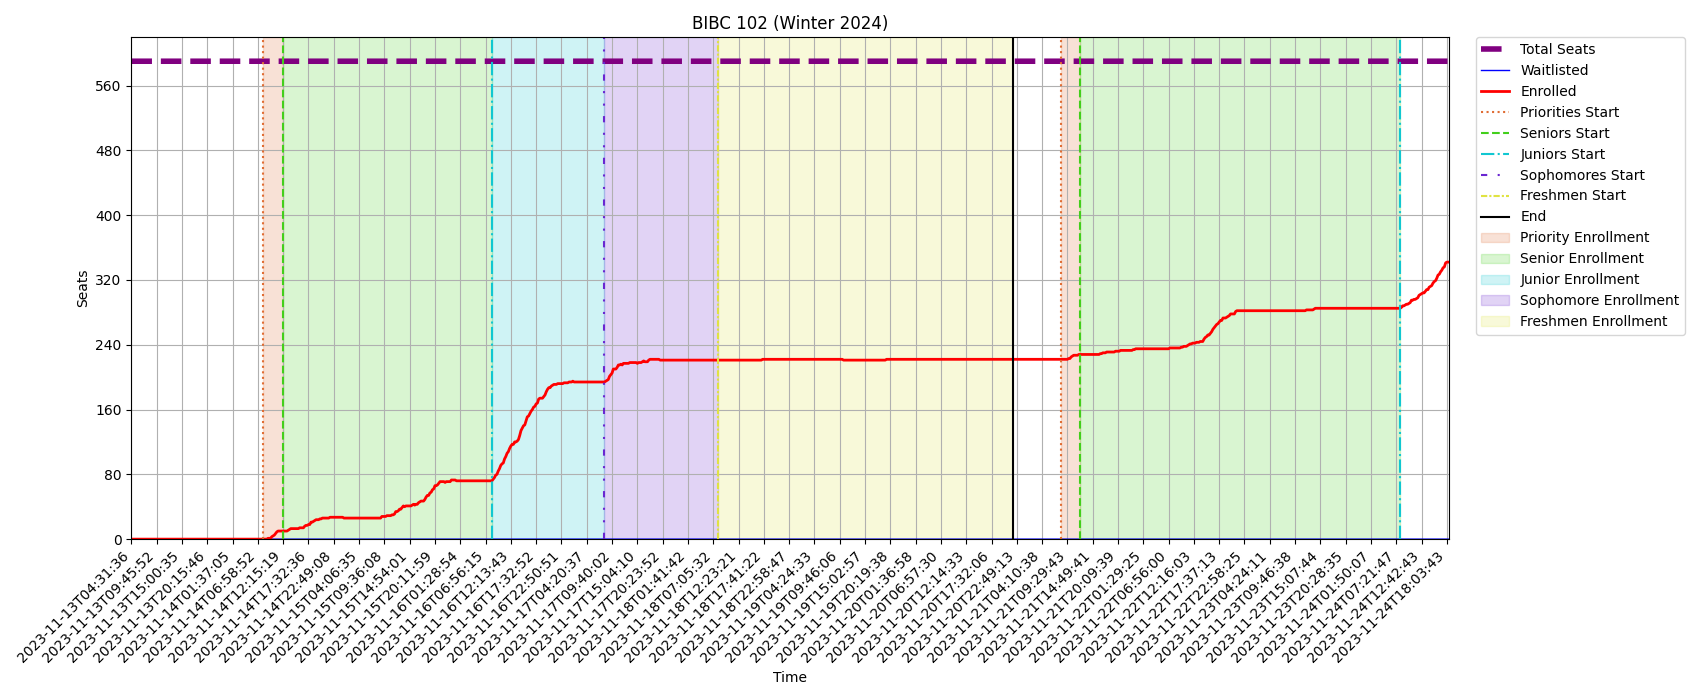 BIBC 102 (Winter 2024)
Total Seats
Waitlisted
Enrolled
Priorities Start
Seniors Start
Juniors Start
Sophomores Start
Freshmen Start
End
Priority Enrollment
Senior Enrollment
Junior Enrollment
Sophomore Enrollment
Freshmen Enrollment
Seats
560
480
400
320
240
160
80
0
2023-11-13T04:31:36
2023-11-13T09:45:52
2023-11-13T15:00:35
2023-11-13T20:15:46
2023-11-14T01:37:05
2023-11-14T06:58:52
2023-11-14T12:15:19
2023-11-14T17:32:36
2023-11-14T22:49:08
2023-11-15T04:06:35
2023-11-15T09:36:08
2023-11-15T14:54:01
2023-11-15T20:11:59
2023-11-16T01:28:54
2023-11-16T06:56:15
2023-11-16T12:13:43
2023-11-16T17:32:52
2023-11-16T22:50:51
2023-11-17T04:20:37
2023-11-17T09:40:02
2023-11-17T15:04:10
2023-11-17T20:23:52
2023-11-18T01:41:42
2023-11-18T07:05:32
2023-11-18T12:23:21
2023-11-18T17:41:22
2023-11-18T22:58:47
2023-11-19T04:24:33
2023-11-19T09:46:06
2023-11-19T15:02:57
2023-11-19T20:19:38
2023-11-20T01:36:58
2023-11-20T06:57:30
2023-11-20T12:14:33
2023-11-20T17:32:06
2023-11-20T22:49:13
2023-11-21T04:10:38
2023-11-21T09:29:43
2023-11-21T14:49:41
2023-11-21T20:09:39
2023-11-22T01:29:25
2023-11-22T06:56:00
2023-11-22T12:16:03
2023-11-22T17:37:13
2023-11-22T22:58:25
2023-11-23T04:24:11
2023-11-23T09:46:38
2023-11-23T15:07:44
2023-11-23T20:28:35
2023-11-24T01:50:07
2023-11-24T07:21:47
2023-11-24T12:42:43
2023-11-24T18:03:43
Time